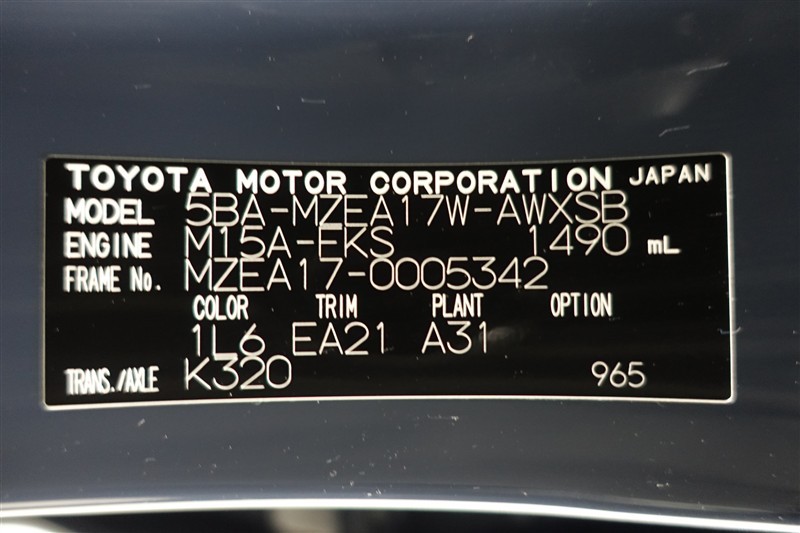 TOYOTA MOTOR CORPORATION JAPAN
MODEL 5BA-MZEA17W-AWXSB
ENGINE M15A-EKS 1490 mL
FRAME No. MZEA17-0005342
COLOR TRIM PLANT OPTION
1L6 EA21 A31
TRANS./AXLE K320 965